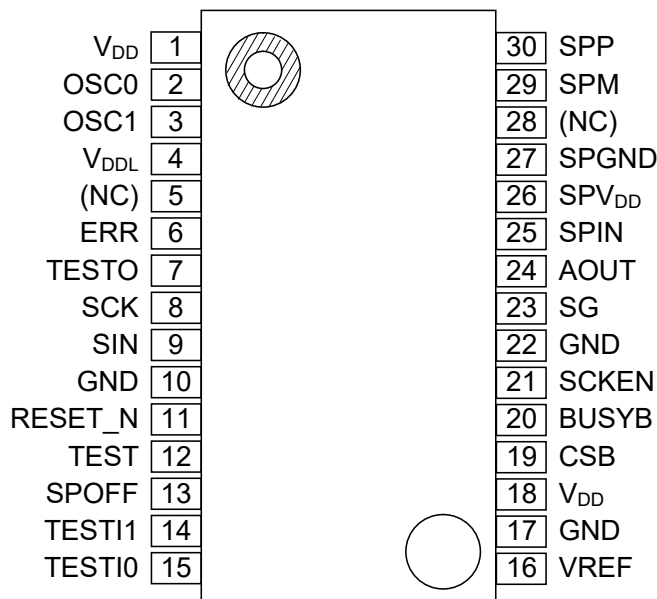 VDD 1 30 SPP
OSC0 2 29 SPM
OSC1 3 28 (NC)
VDDL 4 27 SPGND
(NC) 5 26 SPVDD
ERR 6 25 SPIN
TESTO 7 24 AOUT
SCK 8 23 SG
SIN 9 22 GND
GND 10 21 SCKEN
RESET_N 11 20 BUSYB
TEST 12 19 CSB
SPOFF 13 18 VDD
TESTI1 14 17 GND
TESTI0 15 16 VREF